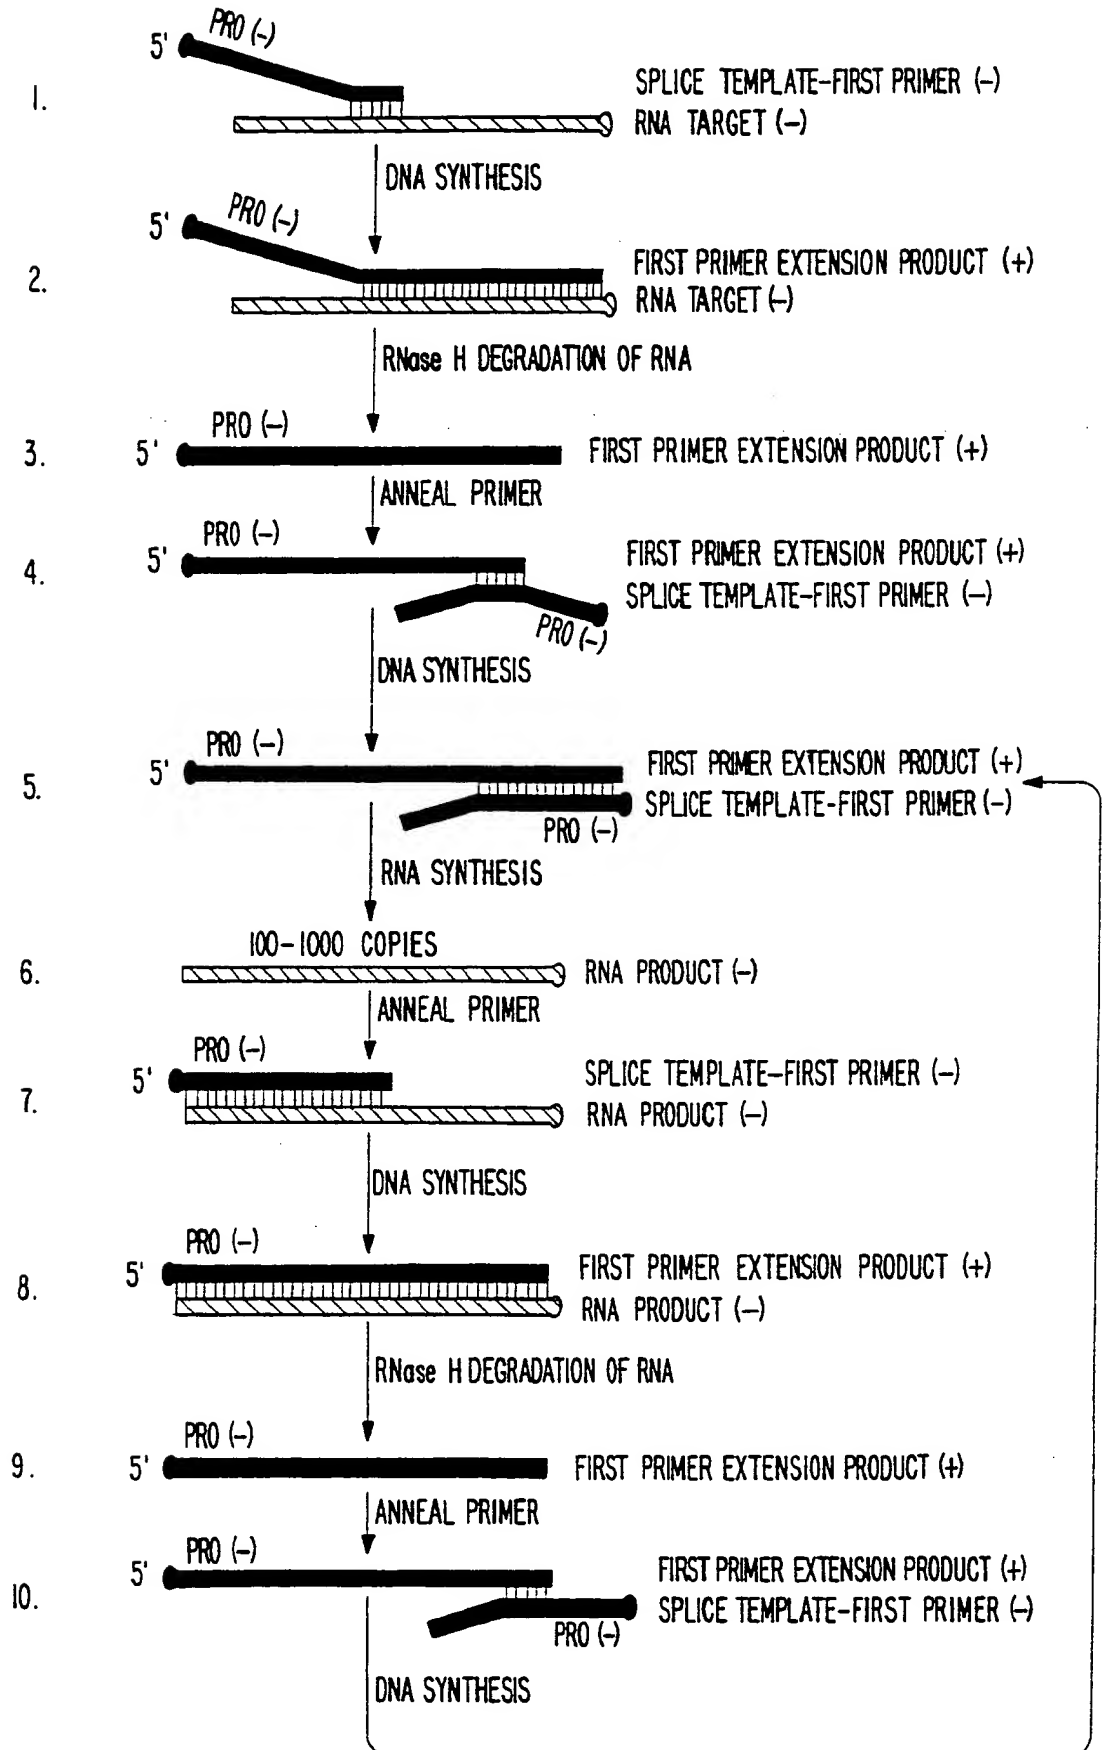 PRO (-)
5'
1.
SPLICE TEMPLATE-FIRST PRIMER (-)
RNA TARGET (-)
DNA SYNTHESIS
PRO (-)
5'
2.
FIRST PRIMER EXTENSION PRODUCT (+)
RNA TARGET (-)
RNase H DEGRADATION OF RNA
PRO (-)
3.
5'
FIRST PRIMER EXTENSION PRODUCT (+)
ANNEAL PRIMER
PRO (-)
5'
4.
FIRST PRIMER EXTENSION PRODUCT (+)
SPLICE TEMPLATE-FIRST PRIMER (-)
PRO (-)
DNA SYNTHESIS
PRO (-)
5'
5.
FIRST PRIMER EXTENSION PRODUCT (+)
SPLICE TEMPLATE-FIRST PRIMER (-)
PRO (-)
RNA SYNTHESIS
100-1000 COPIES
6.
RNA PRODUCT (-)
ANNEAL PRIMER
PRO (-)
5'
7.
SPLICE TEMPLATE-FIRST PRIMER (-)
RNA PRODUCT (-)
DNA SYNTHESIS
PRO (-)
5'
8.
FIRST PRIMER EXTENSION PRODUCT (+)
RNA PRODUCT (-)
RNase H DEGRADATION OF RNA
PRO (-)
9.
5'
FIRST PRIMER EXTENSION PRODUCT (+)
ANNEAL PRIMER
PRO (-)
5'
10.
FIRST PRIMER EXTENSION PRODUCT (+)
SPLICE TEMPLATE-FIRST PRIMER (-)
PRO (-)
DNA SYNTHESIS